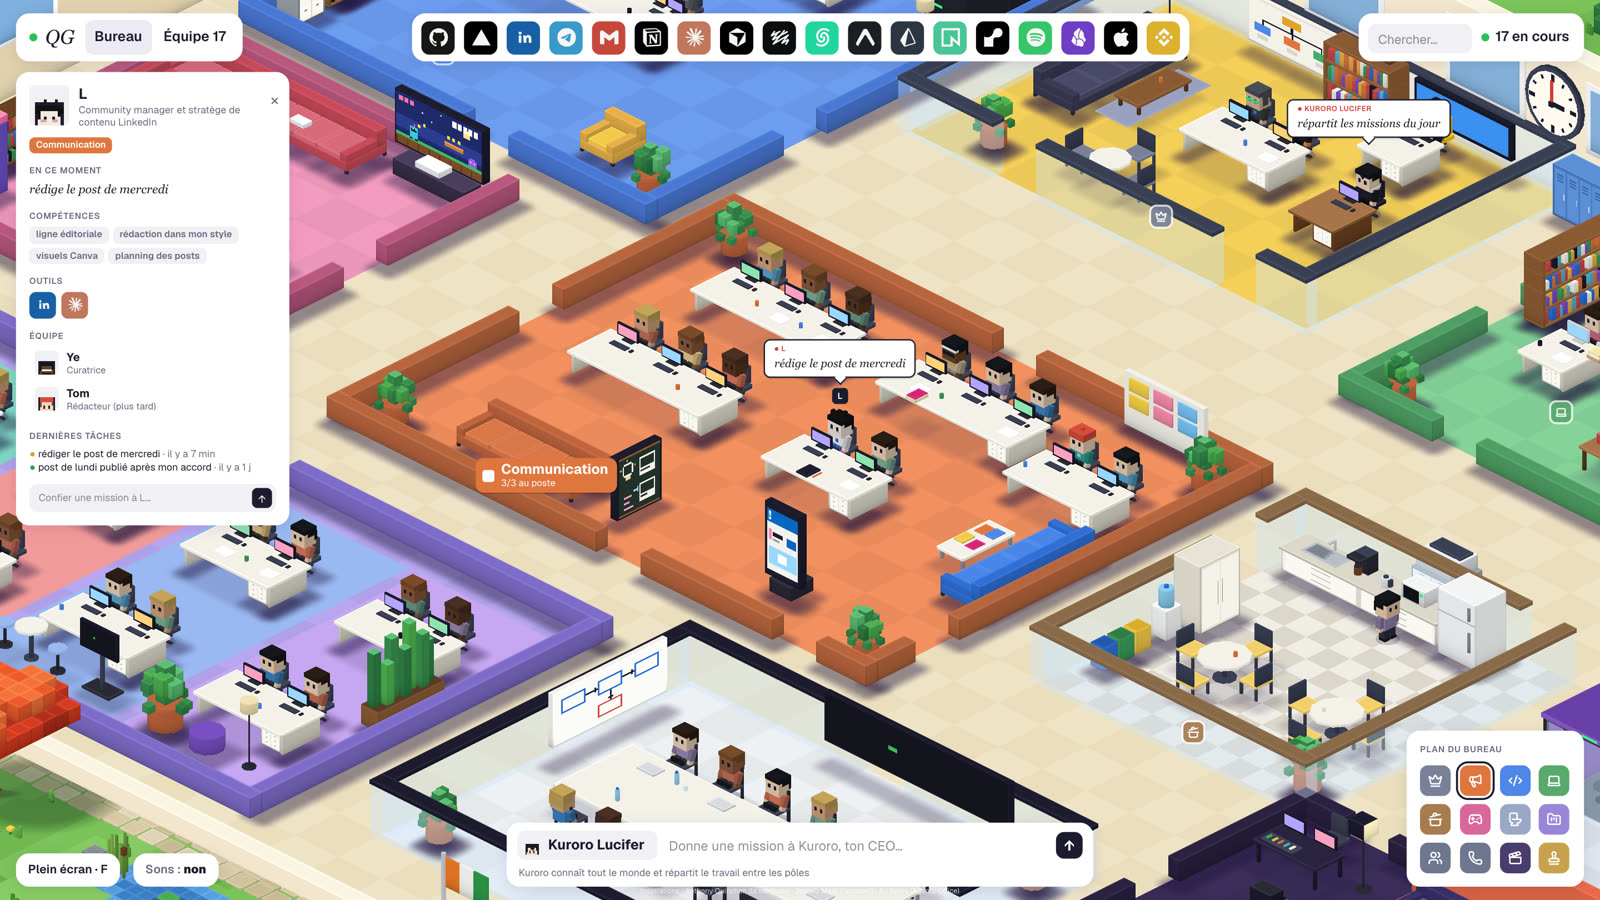 QG
Bureau
Équipe 17
in
Chercher...
17 en cours
L
Community manager et stratège de
contenu LinkedIn
Communication
EN CE MOMENT
rédige le post de mercredi
COMPÉTENCES
ligne éditoriale
rédaction dans mon style
visuels Canva
planning des posts
OUTILS
in
ÉQUIPE
Ye
Curatrice
Tom
Rédacteur (plus tard)
DERNIÈRES TÂCHES
rédiger le post de mercredi · il y a 7 min
post de lundi publié après mon accord · il y a 1 j
Confier une mission à L...
KURORO LUCIFER
répartit les missions du jour
L
rédige le post de mercredi
L
Communication
3/3 au poste
PLAN DU BUREAU
Kuroro Lucifer
Donne une mission à Kuroro, ton CEO...
Kuroro connaît tout le monde et répartit le travail entre les pôles
Plein écran · F
Sons : non